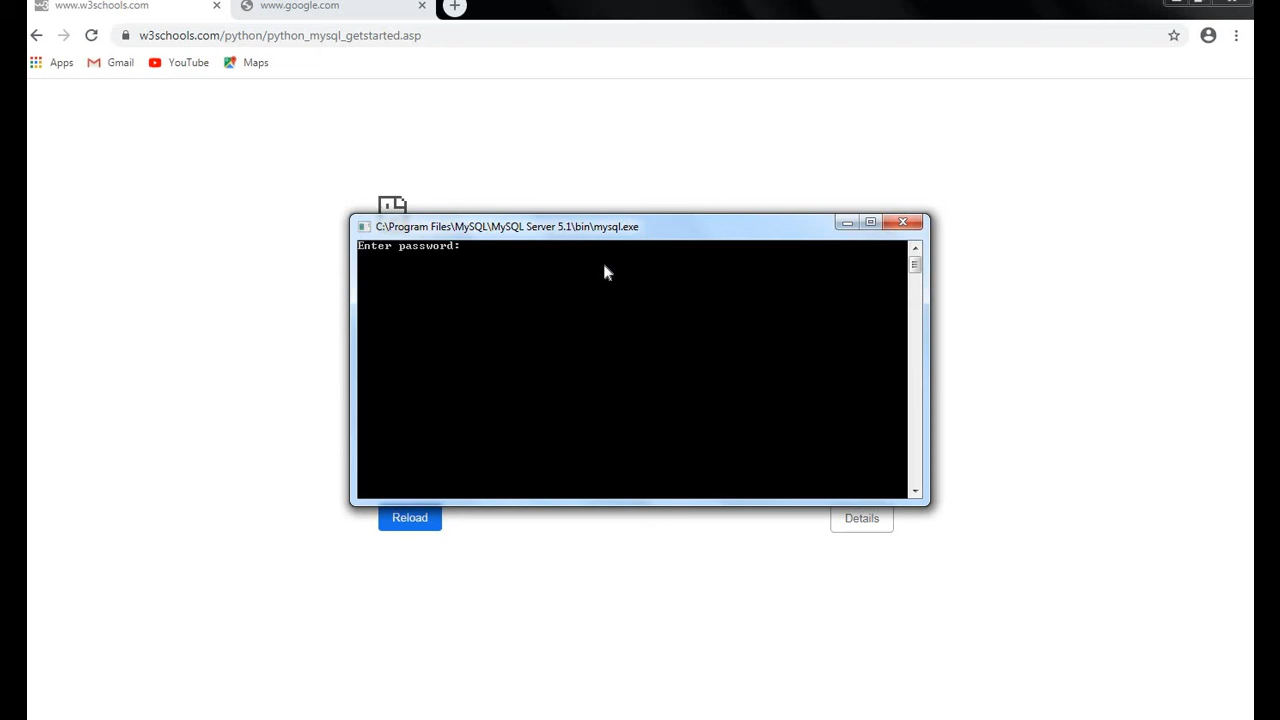 www.w3schools.com
www.google.com
w3schools.com/python/python_mysql_getstarted.asp
Apps
Gmail
YouTube
Maps
C:\Program Files\MySQL\MySQL Server 5.1\bin\mysql.exe
Enter password:
Reload
Details